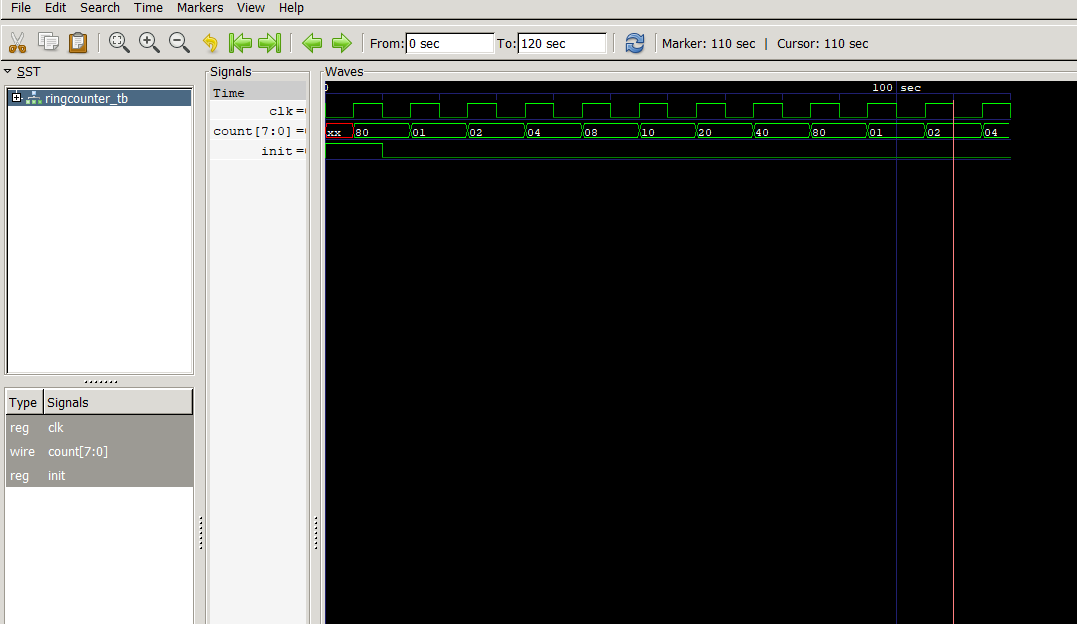 File Edit Search Time Markers View Help
From: 0 sec To: 120 sec Marker: 110 sec | Cursor: 110 sec
SST
ringcounter_tb
Type Signals
reg clk
wire count[7:0]
reg init
Signals
Time
clk =
count[7:0] =
init =
Waves
100 sec
xx 80 01 02 04 08 10 20 40 80 01 02 04